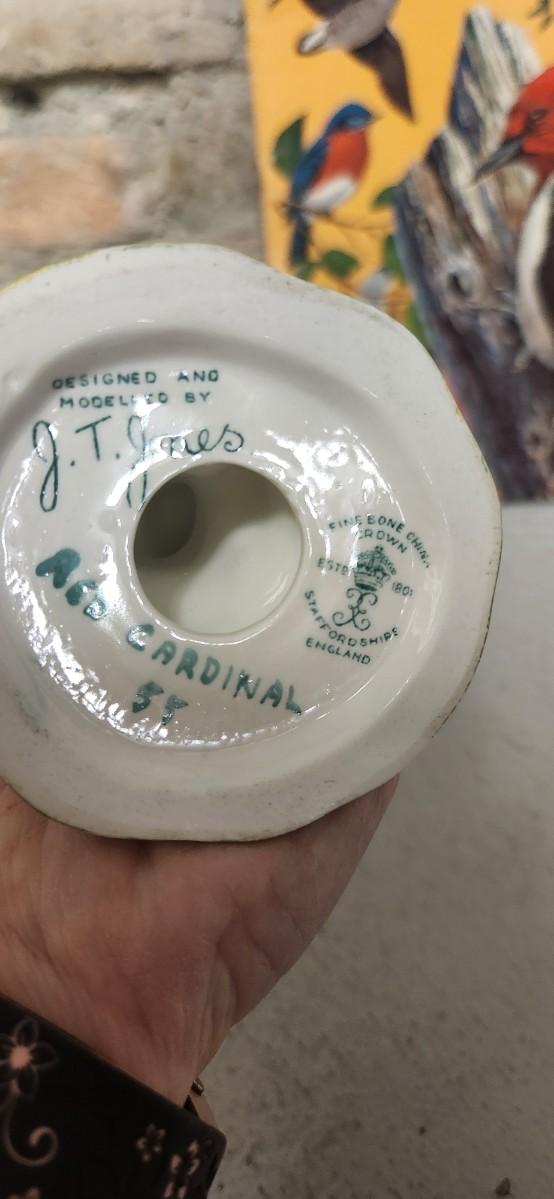 DESIGNED AND
MODELLED BY
J.T. Jones
RED CARDINAL
55
FINE BONE CHINA
CROWN
ESTD 1801
STAFFORDSHIRE
ENGLAND